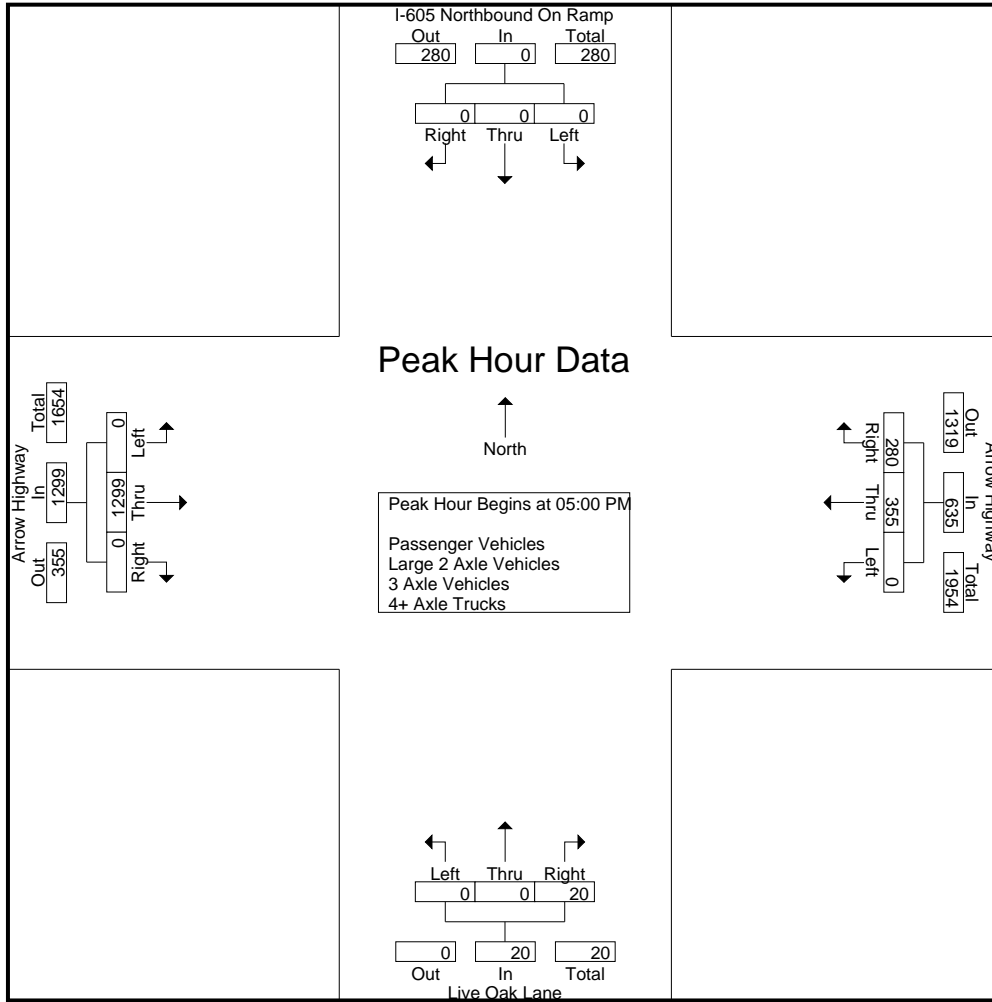 I-605 Northbound On Ramp
Out In Total
280 0 280
0 0 0
Right Thru Left
Peak Hour Data
North
Peak Hour Begins at 05:00 PM
Passenger Vehicles
Large 2 Axle Vehicles
3 Axle Vehicles
4+ Axle Trucks
Arrow Highway
Out In Total
355 1299 1654
0 1299 0
Right Thru Left
Arrow Highway
Out In Total
1319 635 1954
280 355 0
Right Thru Left
Left Thru Right
0 0 20
0 20 20
Out In Total
Live Oak Lane